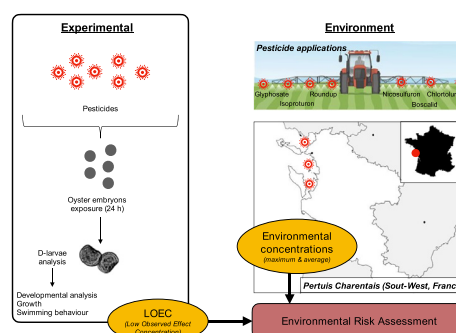 Experimental
Pesticides
Oyster embryons
exposure (24 h)
D-larvae
analysis
Developmental analysis
Growth
Swimming behaviour
LOEC
(Low Observed Effect
Concentration)
Environment
Pesticide applications
Glyphosate
Roundup
Nicosulfuron
Chlortolur
Isoproturon
Boscalid
Environmental
concentrations
(maximum & average)
Pertuis Charentais (Sout-West, Franc
Environmental Risk Assessment